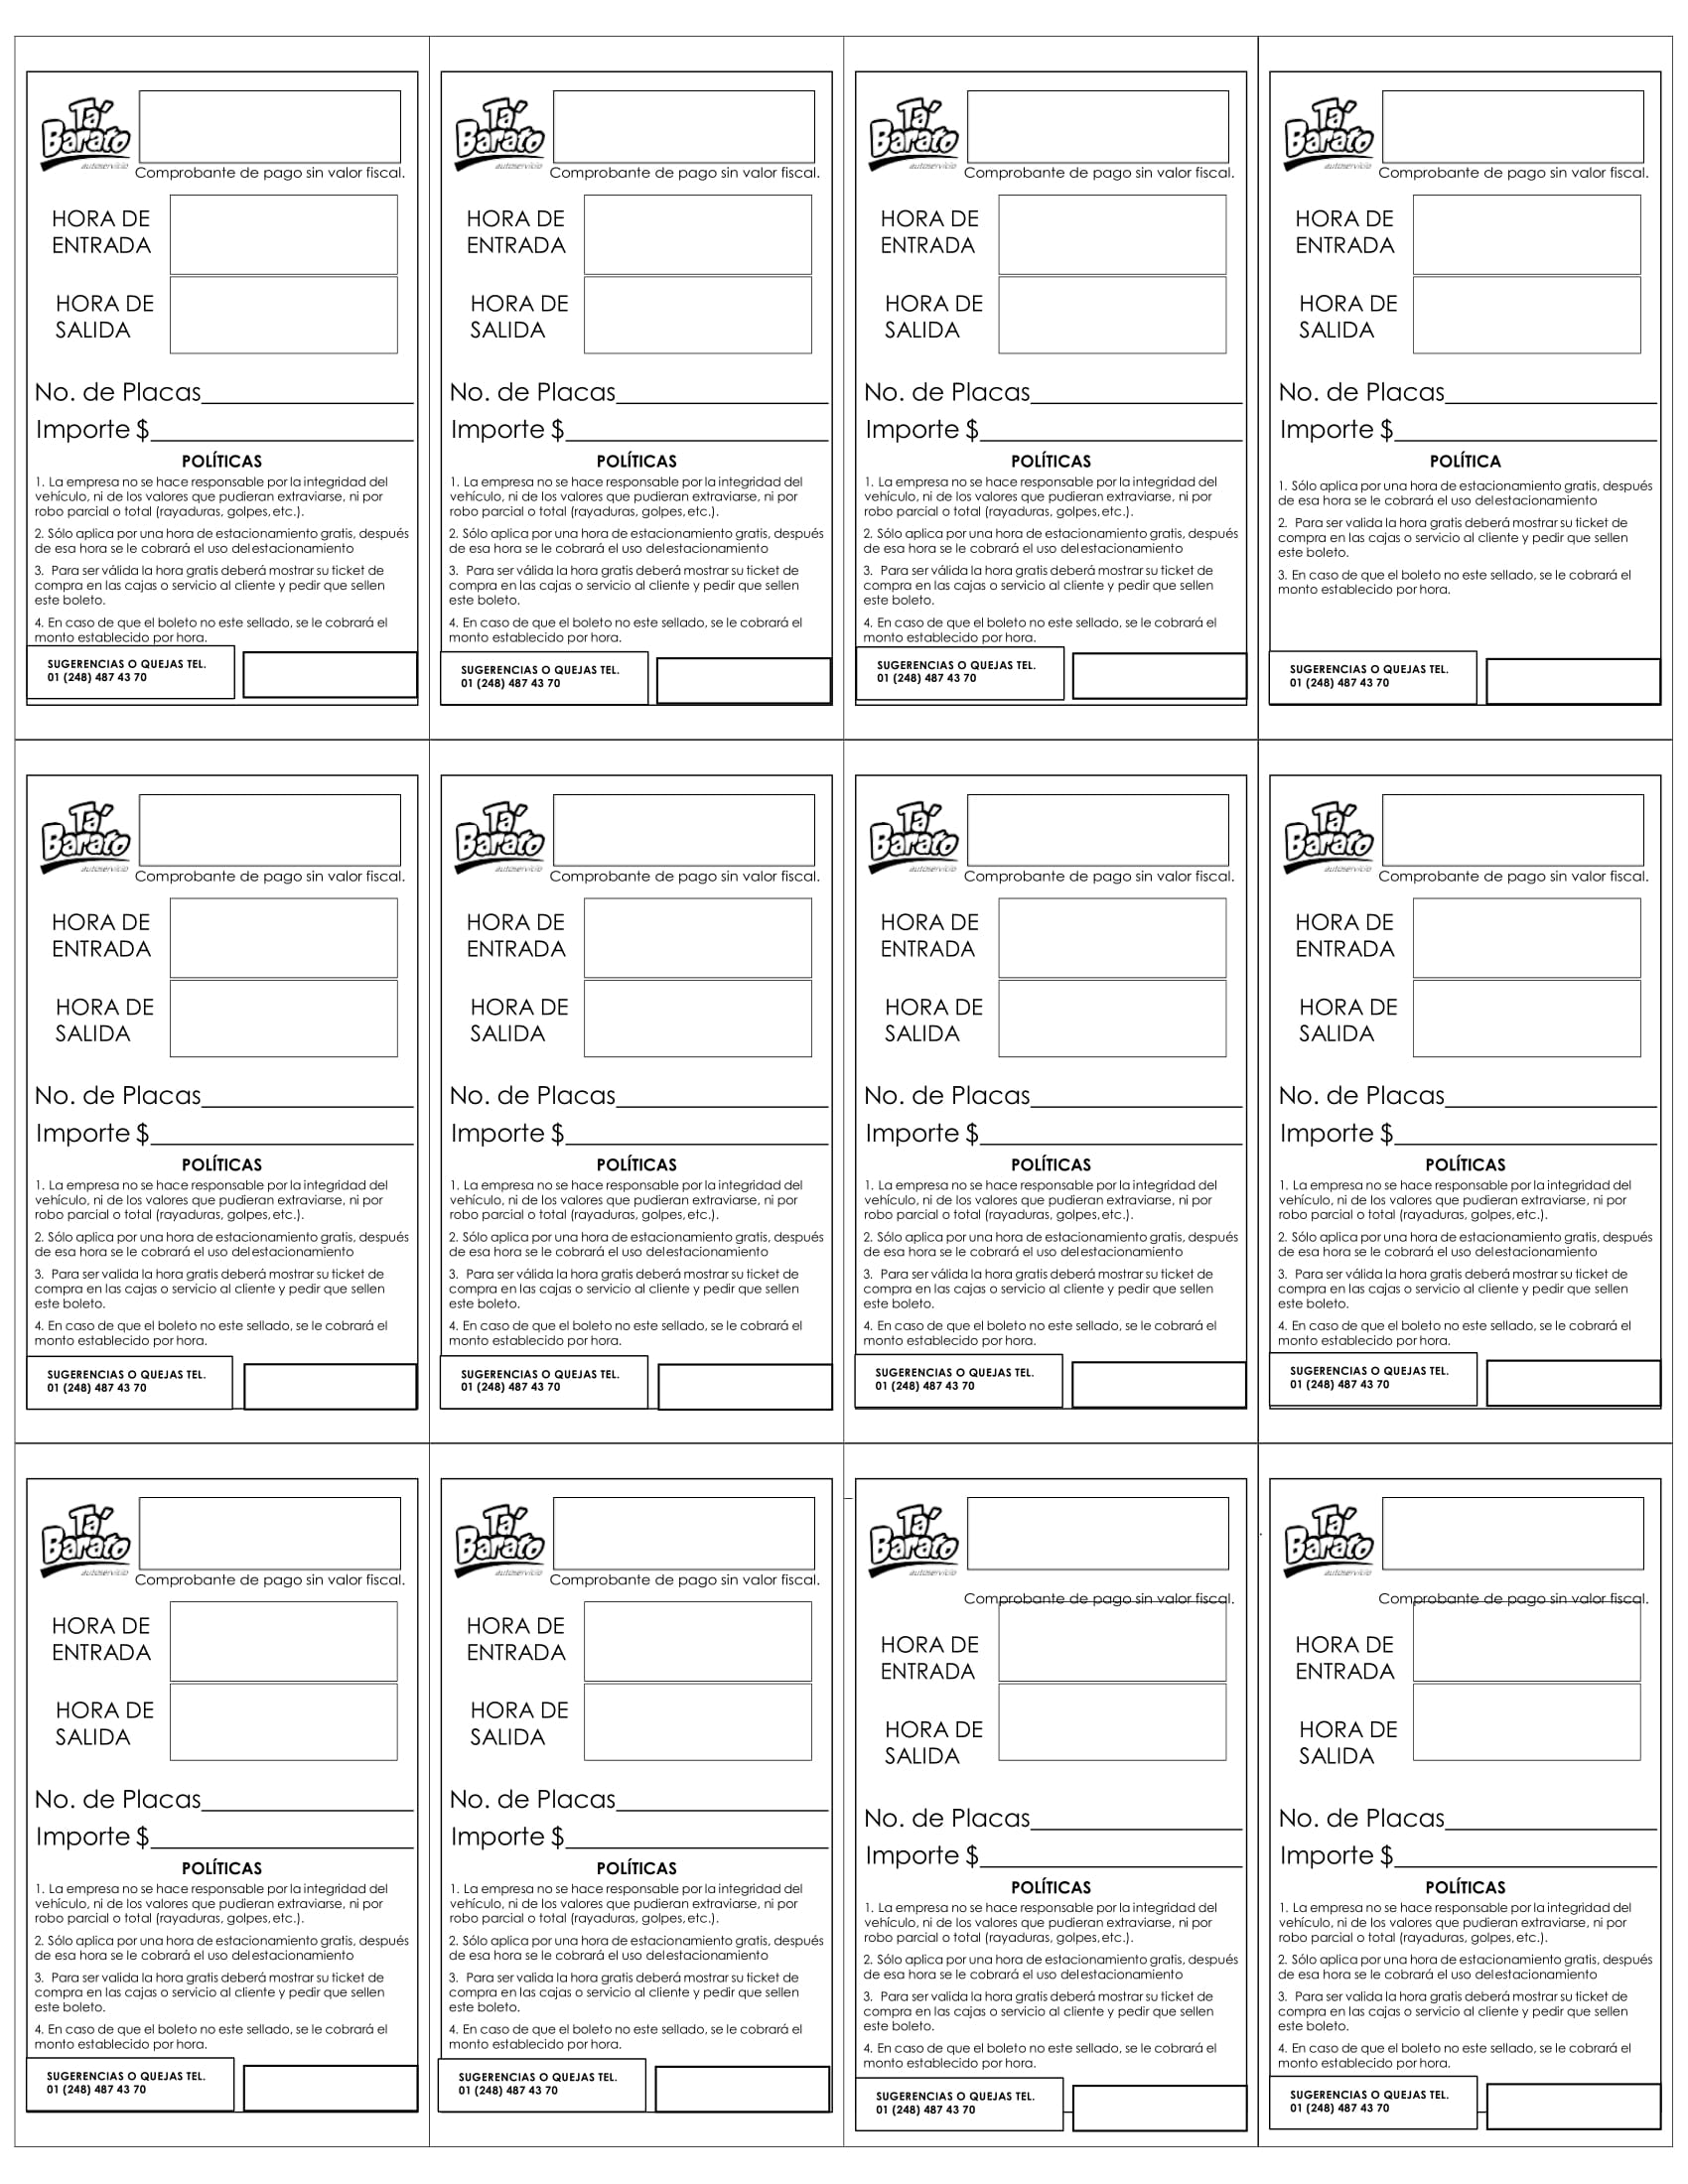 Tá
Barato
autoservicio
Comprobante de pago sin valor fiscal.
HORA DE
ENTRADA
HORA DE
SALIDA
No. de Placas
Importe $
POLÍTICAS
1. La empresa no se hace responsable por la integridad del
vehículo, ni de los valores que pudieran extraviarse, ni por
robo parcial o total (rayaduras, golpes, etc.).
2. Sólo aplica por una hora de estacionamiento gratis, después
de esa hora se le cobrará el uso del estacionamiento
3. Para ser válida la hora gratis deberá mostrar su ticket de
compra en las cajas o servicio al cliente y pedir que sellen
este boleto.
4. En caso de que el boleto no este sellado, se le cobrará el
monto establecido por hora.
SUGERENCIAS O QUEJAS TEL.
01 (248) 487 43 70
Tá
Barato
autoservicio
Comprobante de pago sin valor fiscal.
HORA DE
ENTRADA
HORA DE
SALIDA
No. de Placas
Importe $
POLÍTICAS
1. La empresa no se hace responsable por la integridad del
vehículo, ni de los valores que pudieran extraviarse, ni por
robo parcial o total (rayaduras, golpes, etc.).
2. Sólo aplica por una hora de estacionamiento gratis, después
de esa hora se le cobrará el uso del estacionamiento
3. Para ser válida la hora gratis deberá mostrar su ticket de
compra en las cajas o servicio al cliente y pedir que sellen
este boleto.
4. En caso de que el boleto no este sellado, se le cobrará el
monto establecido por hora.
SUGERENCIAS O QUEJAS TEL.
01 (248) 487 43 70
Tá
Barato
autoservicio
Comprobante de pago sin valor fiscal.
HORA DE
ENTRADA
HORA DE
SALIDA
No. de Placas
Importe $
POLÍTICAS
1. La empresa no se hace responsable por la integridad del
vehículo, ni de los valores que pudieran extraviarse, ni por
robo parcial o total (rayaduras, golpes, etc.).
2. Sólo aplica por una hora de estacionamiento gratis, después
de esa hora se le cobrará el uso del estacionamiento
3. Para ser válida la hora gratis deberá mostrar su ticket de
compra en las cajas o servicio al cliente y pedir que sellen
este boleto.
4. En caso de que el boleto no este sellado, se le cobrará el
monto establecido por hora.
SUGERENCIAS O QUEJAS TEL.
01 (248) 487 43 70
Tá
Barato
autoservicio
Comprobante de pago sin valor fiscal.
HORA DE
ENTRADA
HORA DE
SALIDA
No. de Placas
Importe $
POLÍTICA
1. Sólo aplica por una hora de estacionamiento gratis, después
de esa hora se le cobrará el uso del estacionamiento
2. Para ser valida la hora gratis deberá mostrar su ticket de
compra en las cajas o servicio al cliente y pedir que sellen
este boleto.
3. En caso de que el boleto no este sellado, se le cobrará el
monto establecido por hora.
SUGERENCIAS O QUEJAS TEL.
01 (248) 487 43 70
Tá
Barato
autoservicio
Comprobante de pago sin valor fiscal.
HORA DE
ENTRADA
HORA DE
SALIDA
No. de Placas
Importe $
POLÍTICAS
1. La empresa no se hace responsable por la integridad del
vehículo, ni de los valores que pudieran extraviarse, ni por
robo parcial o total (rayaduras, golpes, etc.).
2. Sólo aplica por una hora de estacionamiento gratis, después
de esa hora se le cobrará el uso del estacionamiento
3. Para ser valida la hora gratis deberá mostrar su ticket de
compra en las cajas o servicio al cliente y pedir que sellen
este boleto.
4. En caso de que el boleto no este sellado, se le cobrará el
monto establecido por hora.
SUGERENCIAS O QUEJAS TEL.
01 (248) 487 43 70
Tá
Barato
autoservicio
Comprobante de pago sin valor fiscal.
HORA DE
ENTRADA
HORA DE
SALIDA
No. de Placas
Importe $
POLÍTICAS
1. La empresa no se hace responsable por la integridad del
vehículo, ni de los valores que pudieran extraviarse, ni por
robo parcial o total (rayaduras, golpes, etc.).
2. Sólo aplica por una hora de estacionamiento gratis, después
de esa hora se le cobrará el uso del estacionamiento
3. Para ser válida la hora gratis deberá mostrar su ticket de
compra en las cajas o servicio al cliente y pedir que sellen
este boleto.
4. En caso de que el boleto no este sellado, se le cobrará el
monto establecido por hora.
SUGERENCIAS O QUEJAS TEL.
01 (248) 487 43 70
Tá
Barato
autoservicio
Comprobante de pago sin valor fiscal.
HORA DE
ENTRADA
HORA DE
SALIDA
No. de Placas
Importe $
POLÍTICAS
1. La empresa no se hace responsable por la integridad del
vehículo, ni de los valores que pudieran extraviarse, ni por
robo parcial o total (rayaduras, golpes, etc.).
2. Sólo aplica por una hora de estacionamiento gratis, después
de esa hora se le cobrará el uso del estacionamiento
3. Para ser válida la hora gratis deberá mostrar su ticket de
compra en las cajas o servicio al cliente y pedir que sellen
este boleto.
4. En caso de que el boleto no este sellado, se le cobrará el
monto establecido por hora.
SUGERENCIAS O QUEJAS TEL.
01 (248) 487 43 70
Tá
Barato
autoservicio
Comprobante de pago sin valor fiscal.
HORA DE
ENTRADA
HORA DE
SALIDA
No. de Placas
Importe $
POLÍTICAS
1. La empresa no se hace responsable por la integridad del
vehículo, ni de los valores que pudieran extraviarse, ni por
robo parcial o total (rayaduras, golpes, etc.).
2. Sólo aplica por una hora de estacionamiento gratis, después
de esa hora se le cobrará el uso del estacionamiento
3. Para ser válida la hora gratis deberá mostrar su ticket de
compra en las cajas o servicio al cliente y pedir que sellen
este boleto.
4. En caso de que el boleto no este sellado, se le cobrará el
monto establecido por hora.
SUGERENCIAS O QUEJAS TEL.
01 (248) 487 43 70
Tá
Barato
autoservicio
Comprobante de pago sin valor fiscal.
HORA DE
ENTRADA
HORA DE
SALIDA
No. de Placas
Importe $
POLÍTICAS
1. La empresa no se hace responsable por la integridad del
vehículo, ni de los valores que pudieran extraviarse, ni por
robo parcial o total (rayaduras, golpes, etc.).
2. Sólo aplica por una hora de estacionamiento gratis, después
de esa hora se le cobrará el uso del estacionamiento
3. Para ser valida la hora gratis deberá mostrar su ticket de
compra en las cajas o servicio al cliente y pedir que sellen
este boleto.
4. En caso de que el boleto no este sellado, se le cobrará el
monto establecido por hora.
SUGERENCIAS O QUEJAS TEL.
01 (248) 487 43 70
Tá
Barato
autoservicio
Comprobante de pago sin valor fiscal.
HORA DE
ENTRADA
HORA DE
SALIDA
No. de Placas
Importe $
POLÍTICAS
1. La empresa no se hace responsable por la integridad del
vehículo, ni de los valores que pudieran extraviarse, ni por
robo parcial o total (rayaduras, golpes, etc.).
2. Sólo aplica por una hora de estacionamiento gratis, después
de esa hora se le cobrará el uso del estacionamiento
3. Para ser valida la hora gratis deberá mostrar su ticket de
compra en las cajas o servicio al cliente y pedir que sellen
este boleto.
4. En caso de que el boleto no este sellado, se le cobrará el
monto establecido por hora.
SUGERENCIAS O QUEJAS TEL.
01 (248) 487 43 70
Tá
Barato
autoservicio
Comprobante de pago sin valor fiscal.
HORA DE
ENTRADA
HORA DE
SALIDA
No. de Placas
Importe $
POLÍTICAS
1. La empresa no se hace responsable por la integridad del
vehículo, ni de los valores que pudieran extraviarse, ni por
robo parcial o total (rayaduras, golpes, etc.).
2. Sólo aplica por una hora de estacionamiento gratis, después
de esa hora se le cobrará el uso del estacionamiento
3. Para ser valida la hora gratis deberá mostrar su ticket de
compra en las cajas o servicio al cliente y pedir que sellen
este boleto.
4. En caso de que el boleto no este sellado, se le cobrará el
monto establecido por hora.
SUGERENCIAS O QUEJAS TEL.
01 (248) 487 43 70
Tá
Barato
autoservicio
Comprobante de pago sin valor fiscal.
HORA DE
ENTRADA
HORA DE
SALIDA
No. de Placas
Importe $
POLÍTICAS
1. La empresa no se hace responsable por la integridad del
vehículo, ni de los valores que pudieran extraviarse, ni por
robo parcial o total (rayaduras, golpes, etc.).
2. Sólo aplica por una hora de estacionamiento gratis, después
de esa hora se le cobrará el uso del estacionamiento
3. Para ser valida la hora gratis deberá mostrar su ticket de
compra en las cajas o servicio al cliente y pedir que sellen
este boleto.
4. En caso de que el boleto no este sellado, se le cobrará el
monto establecido por hora.
SUGERENCIAS O QUEJAS TEL.
01 (248) 487 43 70